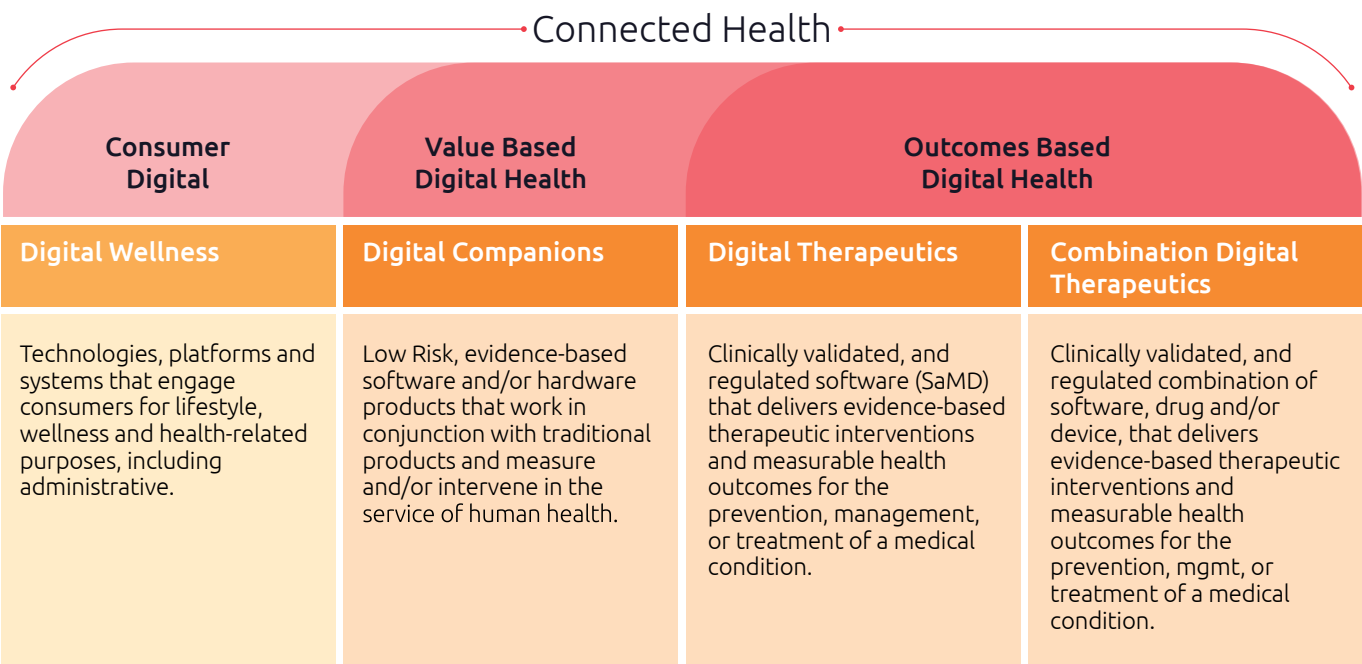 Connected Health
Consumer
Digital
Value Based
Digital Health
Outcomes Based
Digital Health
Digital Wellness
Digital Companions
Digital Therapeutics
Combination Digital
Therapeutics
Technologies, platforms and
systems that engage
consumers for lifestyle,
wellness and health-related
purposes, including
administrative.
Low Risk, evidence-based
software and/or hardware
products that work in
conjunction with traditional
products and measure
and/or intervene in the
service of human health.
Clinically validated, and
regulated software (SaMD)
that delivers evidence-based
therapeutic interventions
and measurable health
outcomes for the
prevention, management,
or treatment of a medical
condition.
Clinically validated, and
regulated combination of
software, drug and/or
device, that delivers
evidence-based therapeutic
interventions and
measurable health
outcomes for the
prevention, mgmt, or
treatment of a medical
condition.